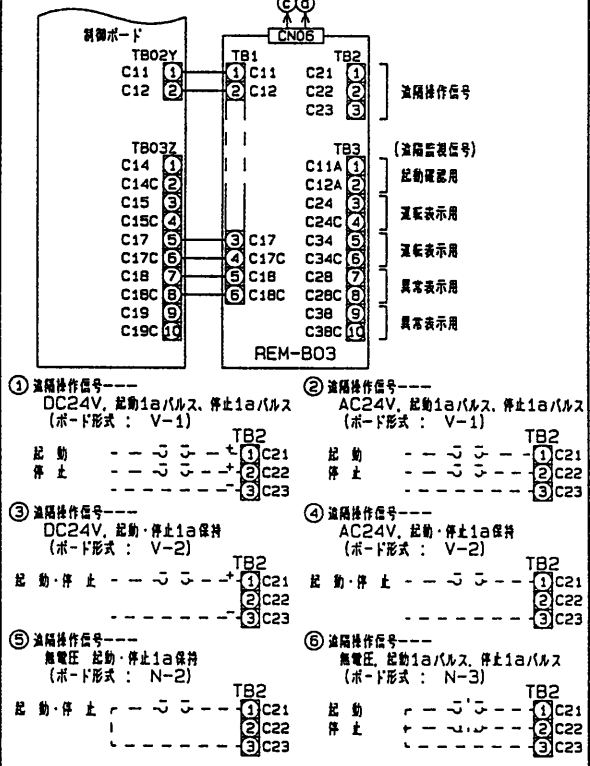 c d
制御ボード
CN06
TB02Y
C11 1
C12 2
TB1
1 C11
2 C12
TB2
C21 1
C22 2
C23 3
遠隔操作信号
TB03Z
C14 1
C14C 2
C15 3
C15C 4
C17 5
C17C 6
C18 7
C18C 8
C19 9
C19C 10
3 C17
4 C17C
5 C18
6 C18C
TB3
(遠隔監視信号)
C11A 1
C12A 2
起動確認用
C24 3
C24C 4
運転表示用
C34 5
C34C 6
運転表示用
C28 7
C28C 8
異常表示用
C38 9
C38C 10
異常表示用
REM-B03
① 遠隔操作信号---
DC24V, 起動1aパルス、停止1aパルス
(ボード形式 : V-1)
TB2
起 動 + 1 C21
停 止 + 2 C22
- 3 C23
② 遠隔操作信号---
AC24V, 起動1aパルス、停止1aパルス
(ボード形式 : V-1)
TB2
起 動 1 C21
停 止 2 C22
3 C23
③ 遠隔操作信号---
DC24V, 起動・停止1a保持
(ボード形式 : V-2)
TB2
起 動・停 止 + 1 C21
2 C22
- 3 C23
④ 遠隔操作信号---
AC24V, 起動・停止1a保持
(ボード形式 : V-2)
TB2
起 動・停 止 1 C21
2 C22
3 C23
⑤ 遠隔操作信号---
無電圧 起動・停止1a保持
(ボード形式 : N-2)
TB2
起 動・停 止 1 C21
2 C22
3 C23
⑥ 遠隔操作信号---
無電圧, 起動1aパルス, 停止1aパルス
(ボード形式 : N-3)
TB2
起 動 1 C21
停 止 2 C22
3 C23